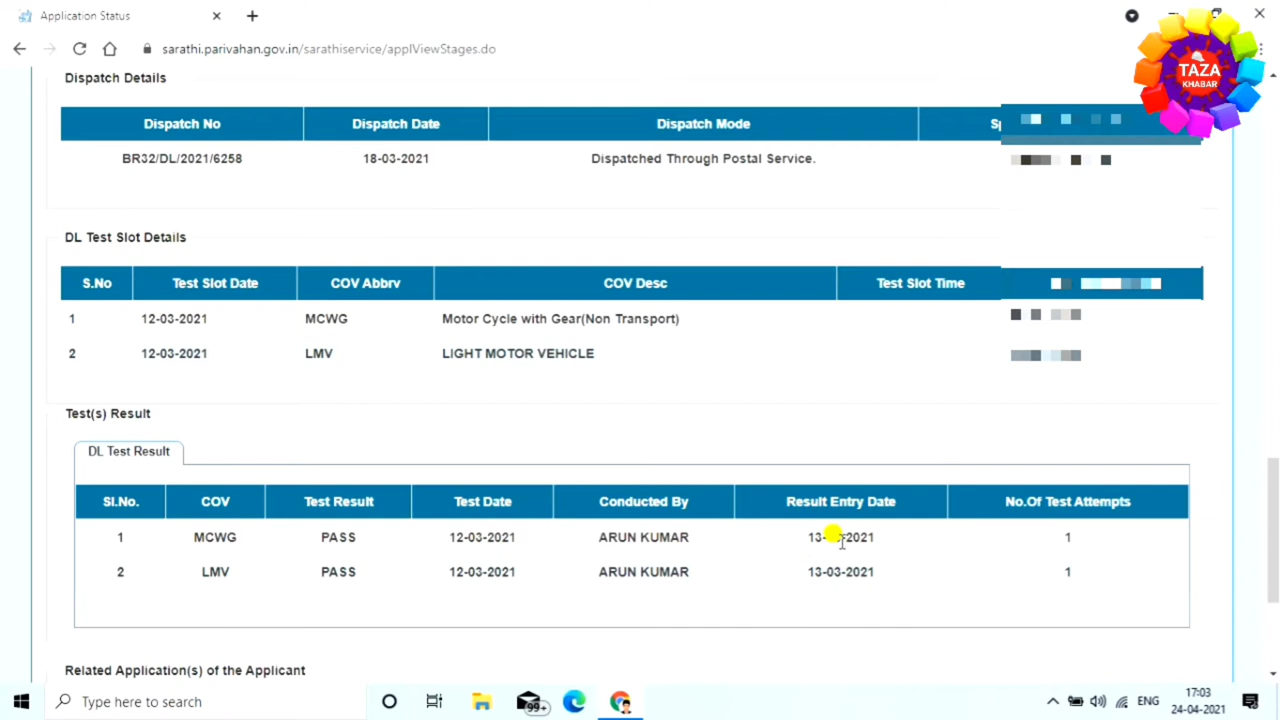 Application Status
sarathi.parivahan.gov.in/sarathiservice/applViewStages.do
TAZA
KHABAR
Dispatch Details
Dispatch No Dispatch Date Dispatch Mode
BR32/DL/2021/6258 18-03-2021 Dispatched Through Postal Service.
DL Test Slot Details
S.No Test Slot Date COV Abbrv COV Desc Test Slot Time
1 12-03-2021 MCWG Motor Cycle with Gear(Non Transport)
2 12-03-2021 LMV LIGHT MOTOR VEHICLE
Test(s) Result
DL Test Result
Sl.No. COV Test Result Test Date Conducted By Result Entry Date No.Of Test Attempts
1 MCWG PASS 12-03-2021 ARUN KUMAR 1
2 LMV PASS 12-03-2021 ARUN KUMAR 13-03-2021 1
Related Application(s) of the Applicant
Type here to search
99+
ENG
17:03
24-04-2021